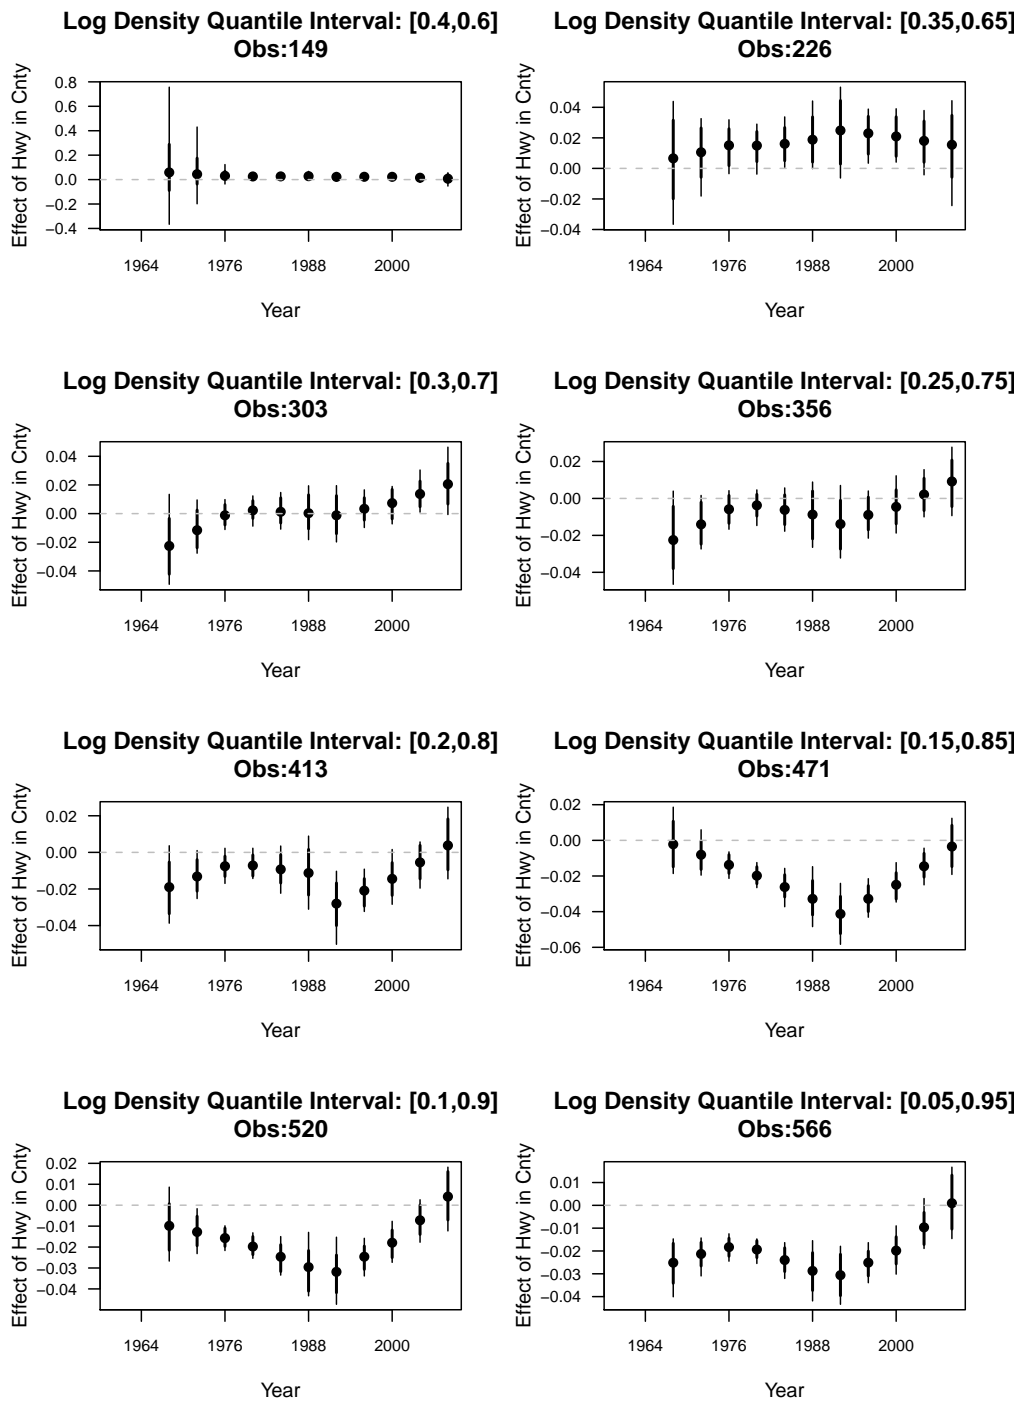 Log Density Quantile Interval: [0.4,0.6]
Obs:149
Effect of Hwy in Cnty
0.8
0.6
0.4
0.2
0.0
−0.2
−0.4
1964 1976 1988 2000
Year
Log Density Quantile Interval: [0.35,0.65]
Obs:226
Effect of Hwy in Cnty
0.04
0.02
0.00
−0.02
−0.04
1964 1976 1988 2000
Year
Log Density Quantile Interval: [0.3,0.7]
Obs:303
Effect of Hwy in Cnty
0.04
0.02
0.00
−0.02
−0.04
1964 1976 1988 2000
Year
Log Density Quantile Interval: [0.25,0.75]
Obs:356
Effect of Hwy in Cnty
0.02
0.00
−0.02
−0.04
1964 1976 1988 2000
Year
Log Density Quantile Interval: [0.2,0.8]
Obs:413
Effect of Hwy in Cnty
0.02
0.00
−0.02
−0.04
1964 1976 1988 2000
Year
Log Density Quantile Interval: [0.15,0.85]
Obs:471
Effect of Hwy in Cnty
0.02
0.00
−0.02
−0.04
−0.06
1964 1976 1988 2000
Year
Log Density Quantile Interval: [0.1,0.9]
Obs:520
Effect of Hwy in Cnty
0.02
0.01
0.00
−0.01
−0.02
−0.03
−0.04
1964 1976 1988 2000
Year
Log Density Quantile Interval: [0.05,0.95]
Obs:566
Effect of Hwy in Cnty
0.01
0.00
−0.01
−0.02
−0.03
−0.04
1964 1976 1988 2000
Year